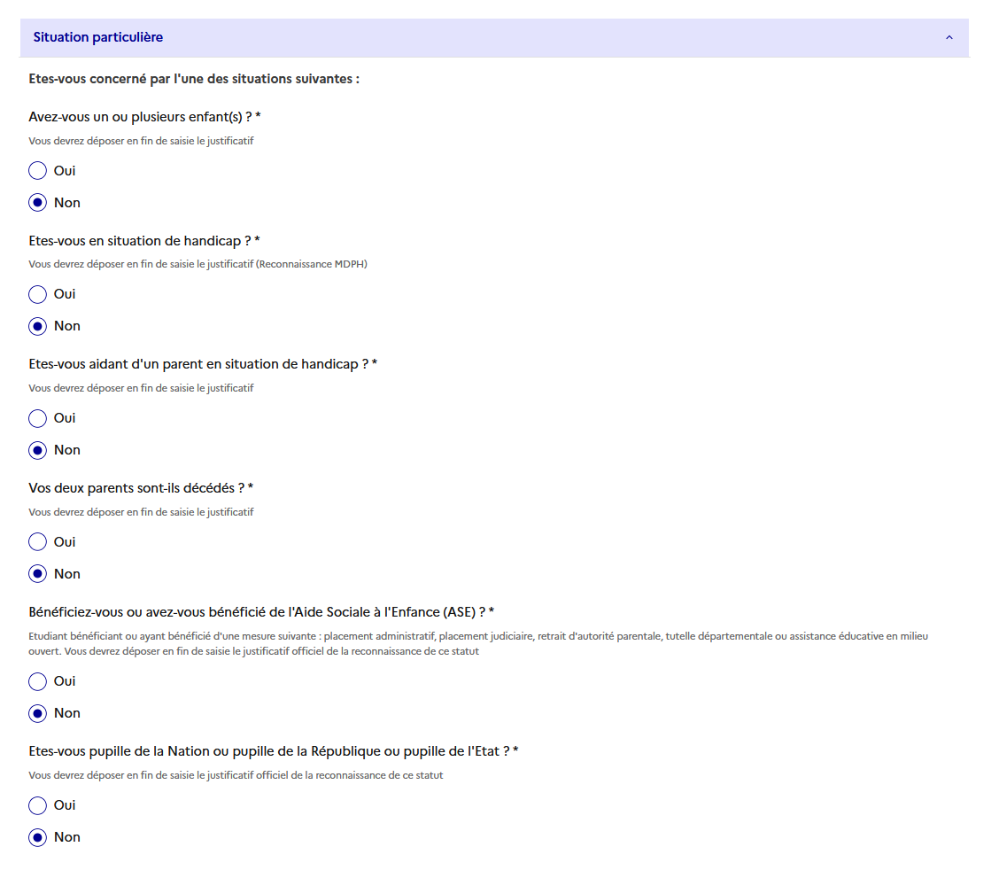 Situation particulière
Etes-vous concerné par l'une des situations suivantes :
Avez-vous un ou plusieurs enfant(s) ? *
Vous devrez déposer en fin de saisie le justificatif
Oui
Non
Etes-vous en situation de handicap ? *
Vous devrez déposer en fin de saisie le justificatif (Reconnaissance MDPH)
Oui
Non
Etes-vous aidant d'un parent en situation de handicap ? *
Vous devrez déposer en fin de saisie le justificatif
Oui
Non
Vos deux parents sont-ils décédés ? *
Vous devrez déposer en fin de saisie le justificatif
Oui
Non
Bénéficiez-vous ou avez-vous bénéficié de l'Aide Sociale à l'Enfance (ASE) ? *
Etudiant bénéficiant ou ayant bénéficié d'une mesure suivante : placement administratif, placement judiciaire, retrait d'autorité parentale, tutelle départementale ou assistance éducative en milieu
ouvert. Vous devrez déposer en fin de saisie le justificatif officiel de la reconnaissance de ce statut
Oui
Non
Etes-vous pupille de la Nation ou pupille de la République ou pupille de l'Etat ? *
Vous devrez déposer en fin de saisie le justificatif officiel de la reconnaissance de ce statut
Oui
Non